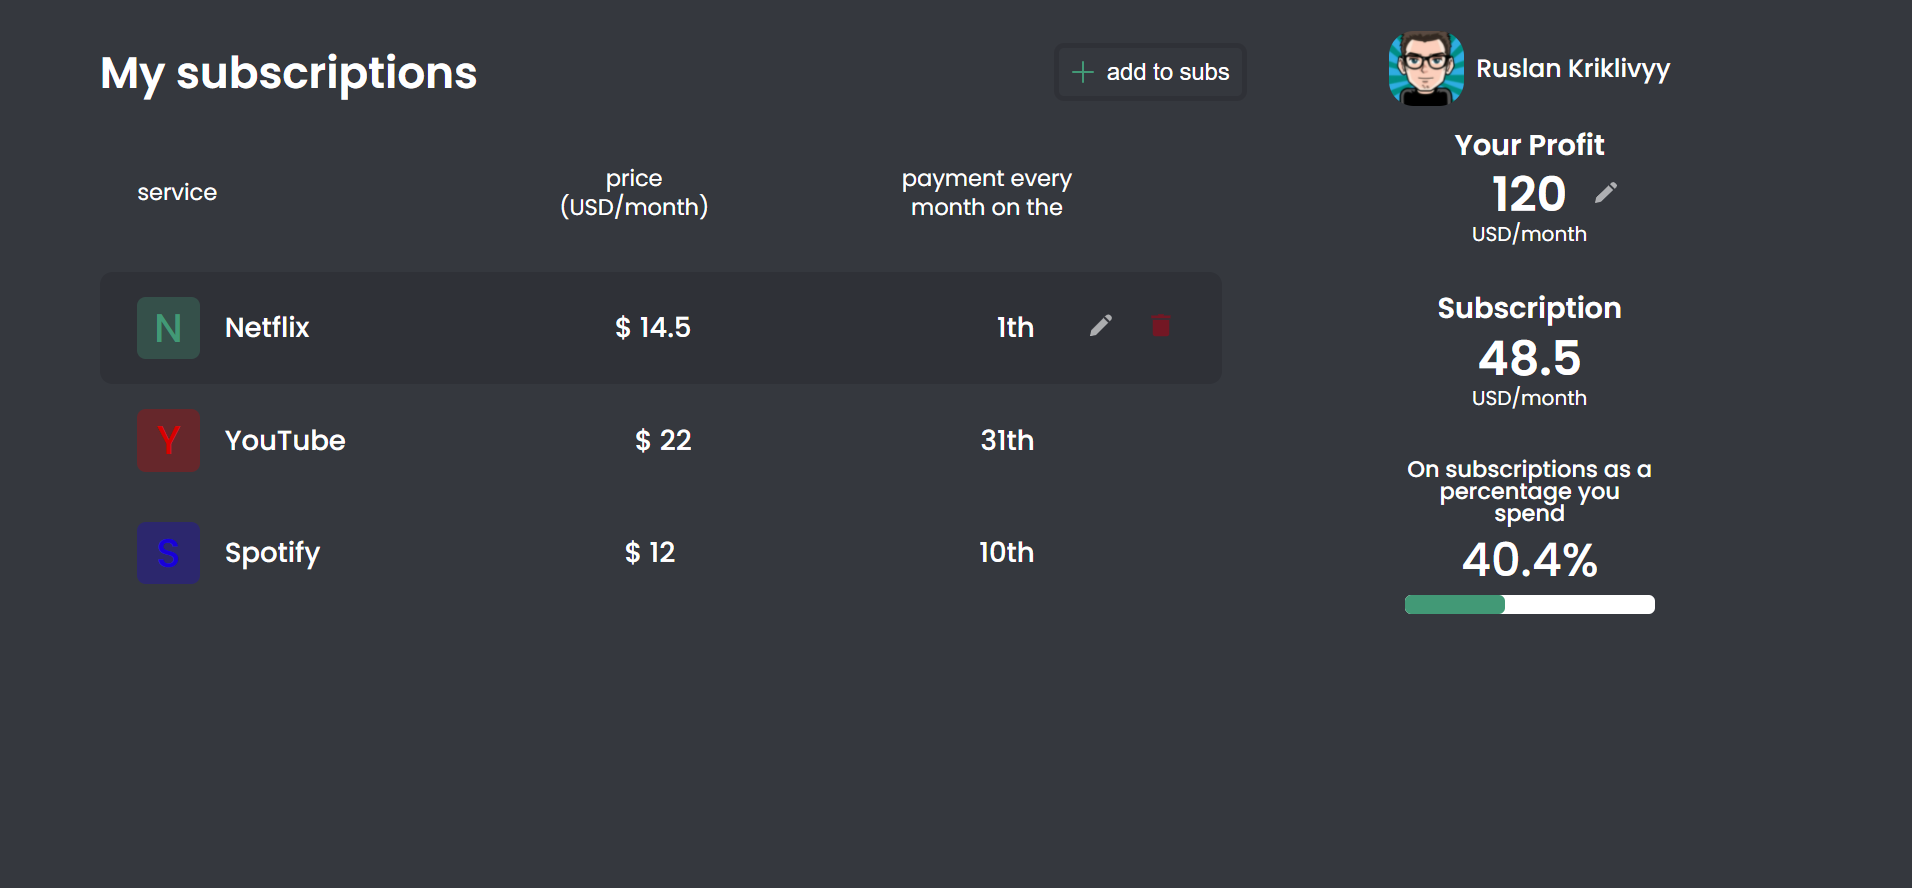 My subscriptions
add to subs
Ruslan Kriklivyy
service
price
(USD/month)
payment every
month on the
N Netflix $ 14.5 1th
Y YouTube $ 22 31th
S Spotify $ 12 10th
Your Profit
120
USD/month
Subscription
48.5
USD/month
On subscriptions as a
percentage you
spend
40.4%